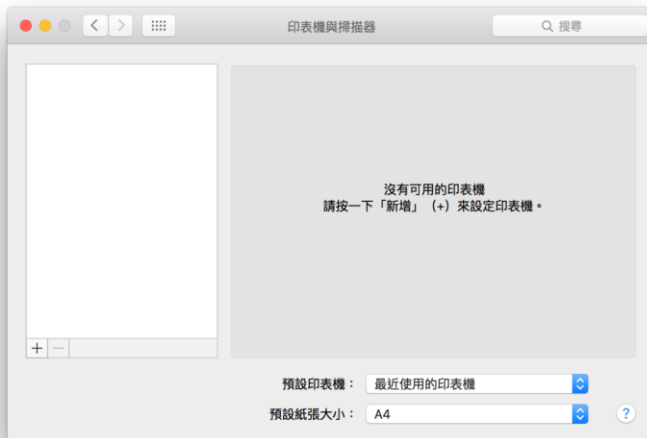 印表機與掃描器
搜尋
沒有可用的印表機
請按一下「新增」（+）來設定印表機。
預設印表機： 最近使用的印表機
預設紙張大小： A4